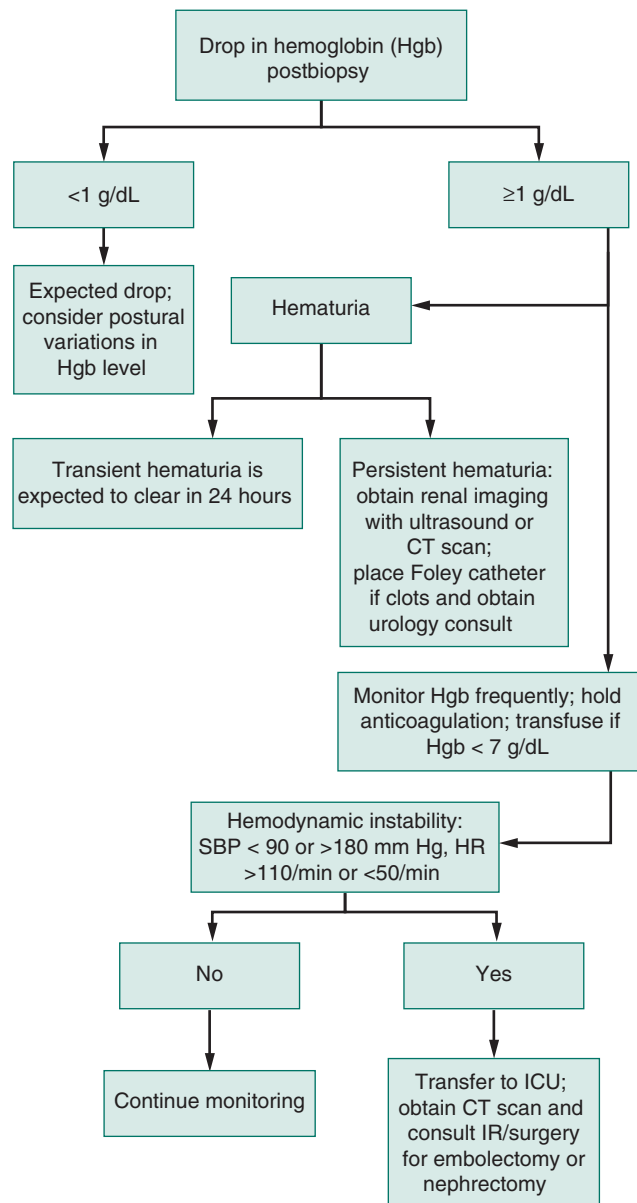 Drop in hemoglobin (Hgb)
postbiopsy
<1 g/dL
≥1 g/dL
Expected drop;
consider postural
variations in
Hgb level
Hematuria
Transient hematuria is
expected to clear in 24 hours
Persistent hematuria:
obtain renal imaging
with ultrasound or
CT scan;
place Foley catheter
if clots and obtain
urology consult
Monitor Hgb frequently; hold
anticoagulation; transfuse if
Hgb < 7 g/dL
Hemodynamic instability:
SBP < 90 or >180 mm Hg, HR
>110/min or <50/min
No
Yes
Continue monitoring
Transfer to ICU;
obtain CT scan and
consult IR/surgery
for embolectomy or
nephrectomy